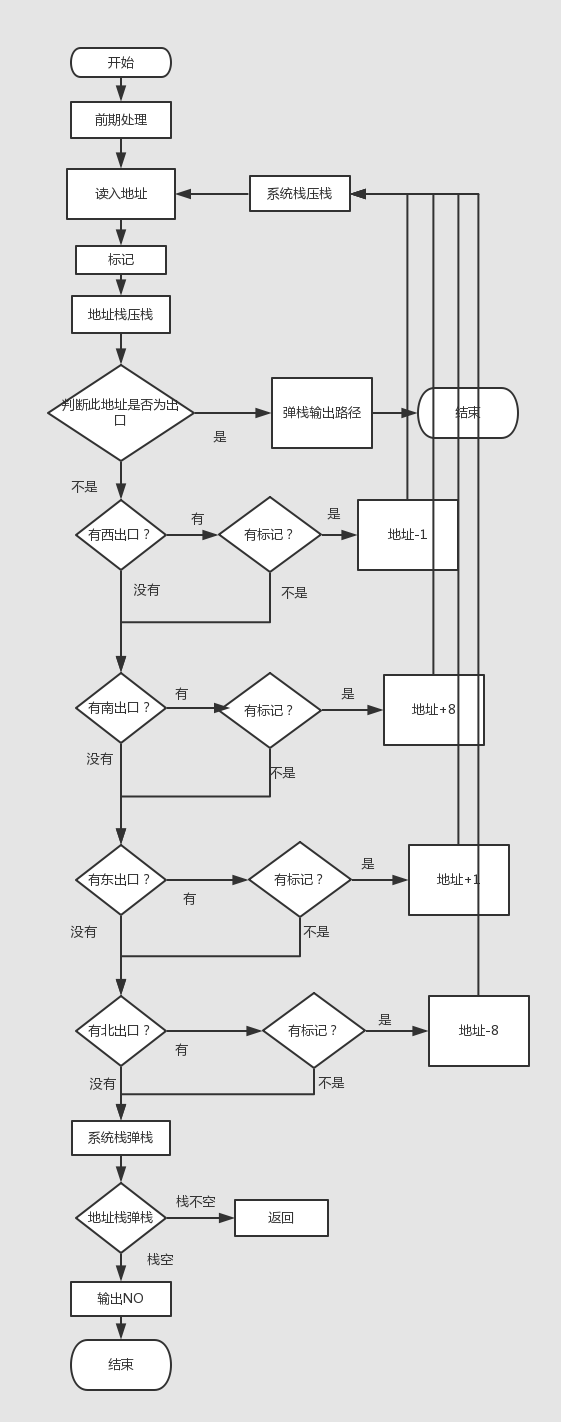 开始
前期处理
读入地址
系统栈压栈
标记
地址栈压栈
判断此地址是否为出
口
是
弹栈输出路径
结束
不是
有西出口？
有
有标记？
是
地址-1
没有
不是
有南出口？
有
有标记？
是
地址+8
没有
不是
有东出口？
有
有标记？
是
地址+1
没有
不是
有北出口？
有
有标记？
是
地址-8
没有
不是
系统栈弹栈
地址栈弹栈
栈不空
返回
栈空
输出NO
结束